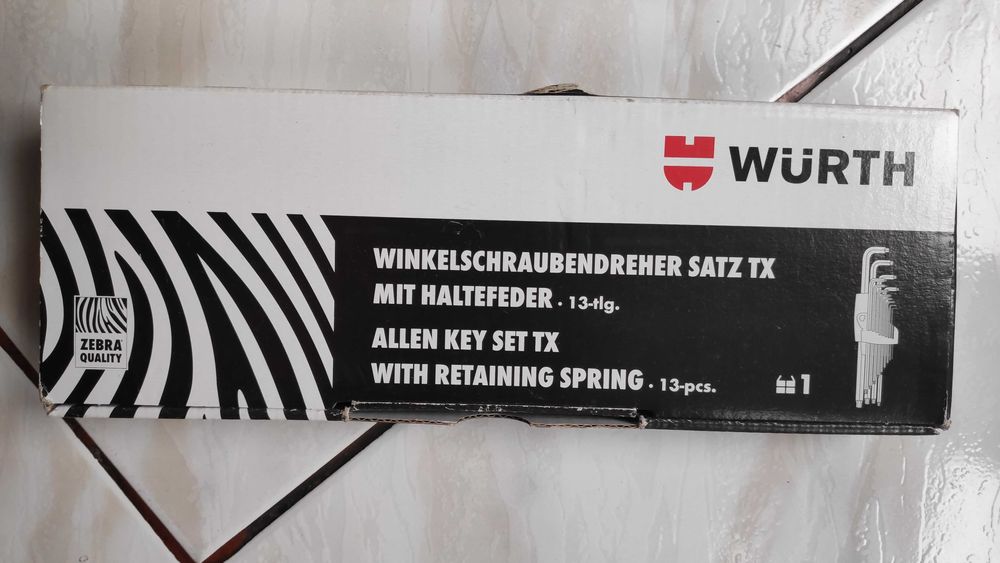 WÜRTH
WINKELSCHRAUBENDREHER SATZ TX
MIT HALTEFEDER · 13-tlg.
ALLEN KEY SET TX
WITH RETAINING SPRING · 13-pcs.
1
ZEBRA®
QUALITY